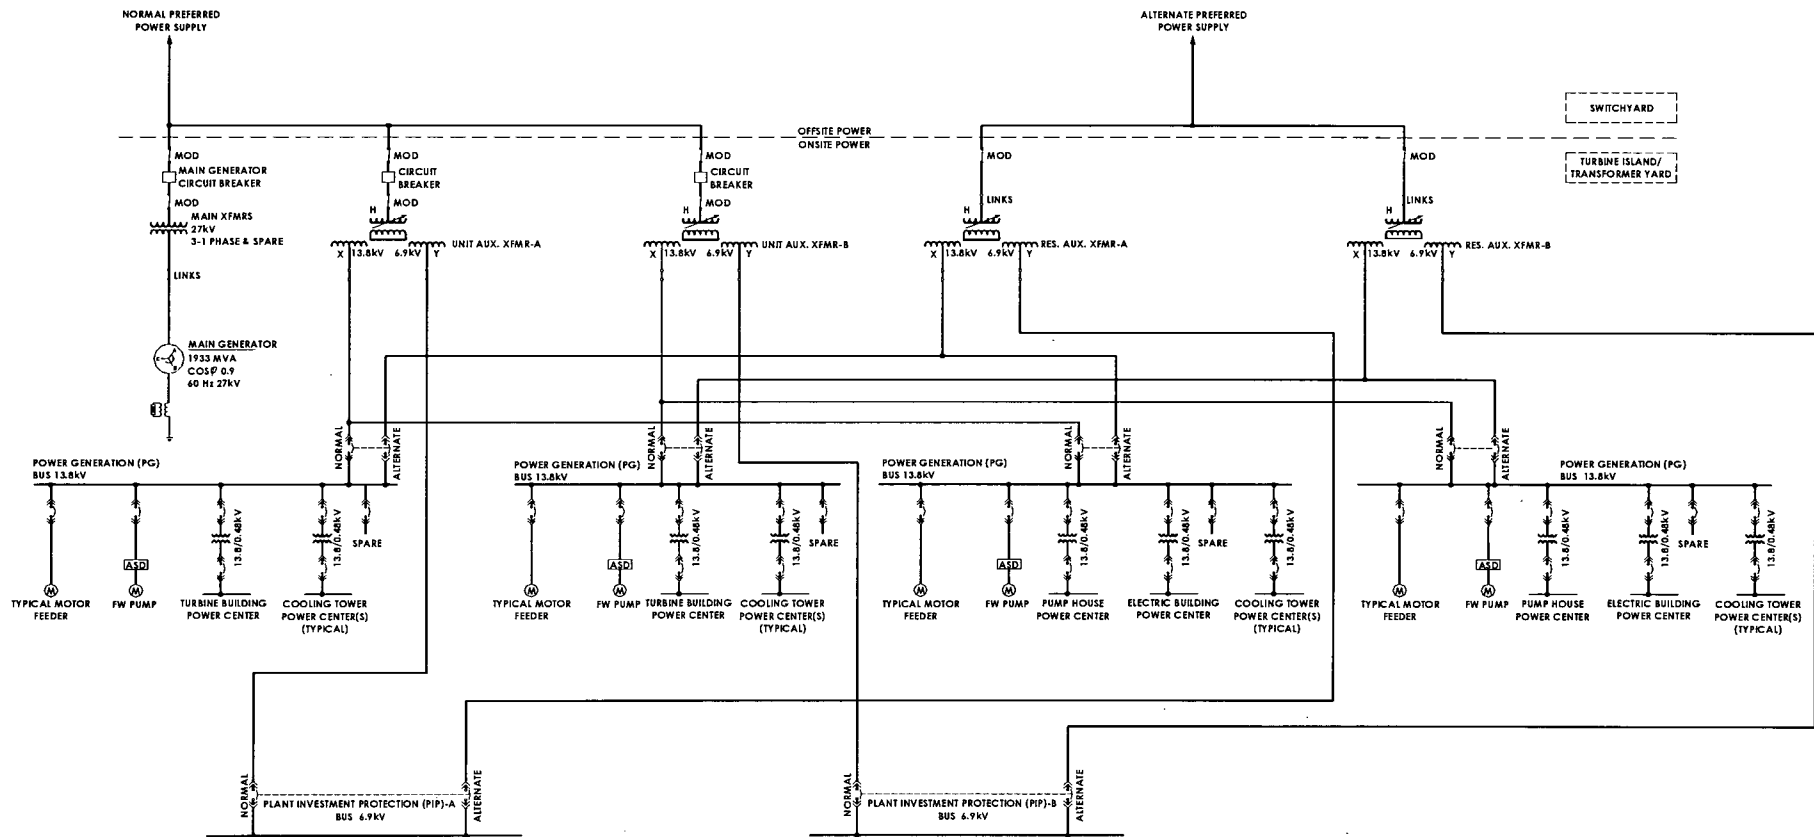 NORMAL PREFERRED
POWER SUPPLY
ALTERNATE PREFERRED
POWER SUPPLY
SWITCHYARD
OFFSITE POWER
ONSITE POWER
TURBINE ISLAND/
TRANSFORMER YARD
MOD
MAIN GENERATOR
CIRCUIT BREAKER
MOD
MAIN XFMRS
27kV
3-1 PHASE & SPARE
LINKS
MOD
CIRCUIT
BREAKER
MOD
H
X 13.8kV 6.9kV Y
UNIT AUX. XFMR-A
MOD
CIRCUIT
BREAKER
MOD
H
X 13.8kV 6.9kV Y
UNIT AUX. XFMR-B
MOD
LINKS
H
X 13.8kV 6.9kV Y
RES. AUX. XFMR-A
MOD
LINKS
H
X 13.8kV 6.9kV Y
RES. AUX. XFMR-B
MAIN GENERATOR
1933 MVA
COSφ 0.9
60 Hz 27kV
NORMAL
ALTERNATE
POWER GENERATION (PG)
BUS 13.8kV
13.8/0.48kV
13.8/0.48kV
SPARE
ASD
M
M
TYPICAL MOTOR
FEEDER
FW PUMP
TURBINE BUILDING
POWER CENTER
COOLING TOWER
POWER CENTER(S)
(TYPICAL)
NORMAL
ALTERNATE
POWER GENERATION (PG)
BUS 13.8kV
13.8/0.48kV
13.8/0.48kV
SPARE
ASD
M
M
TYPICAL MOTOR
FEEDER
FW PUMP
TURBINE BUILDING
POWER CENTER
COOLING TOWER
POWER CENTER(S)
(TYPICAL)
NORMAL
ALTERNATE
POWER GENERATION (PG)
BUS 13.8kV
13.8/0.48kV
13.8/0.48kV
SPARE
13.8/0.48kV
ASD
M
M
TYPICAL MOTOR
FEEDER
FW PUMP
PUMP HOUSE
POWER CENTER
ELECTRIC BUILDING
POWER CENTER
COOLING TOWER
POWER CENTER(S)
(TYPICAL)
NORMAL
ALTERNATE
POWER GENERATION (PG)
BUS 13.8kV
13.8/0.48kV
13.8/0.48kV
SPARE
13.8/0.48kV
ASD
M
M
TYPICAL MOTOR
FEEDER
FW PUMP
PUMP HOUSE
POWER CENTER
ELECTRIC BUILDING
POWER CENTER
COOLING TOWER
POWER CENTER(S)
(TYPICAL)
NORMAL
PLANT INVESTMENT PROTECTION (PIP)-A
BUS 6.9kV
ALTERNATE
NORMAL
PLANT INVESTMENT PROTECTION (PIP)-B
BUS 6.9kV
ALTERNATE